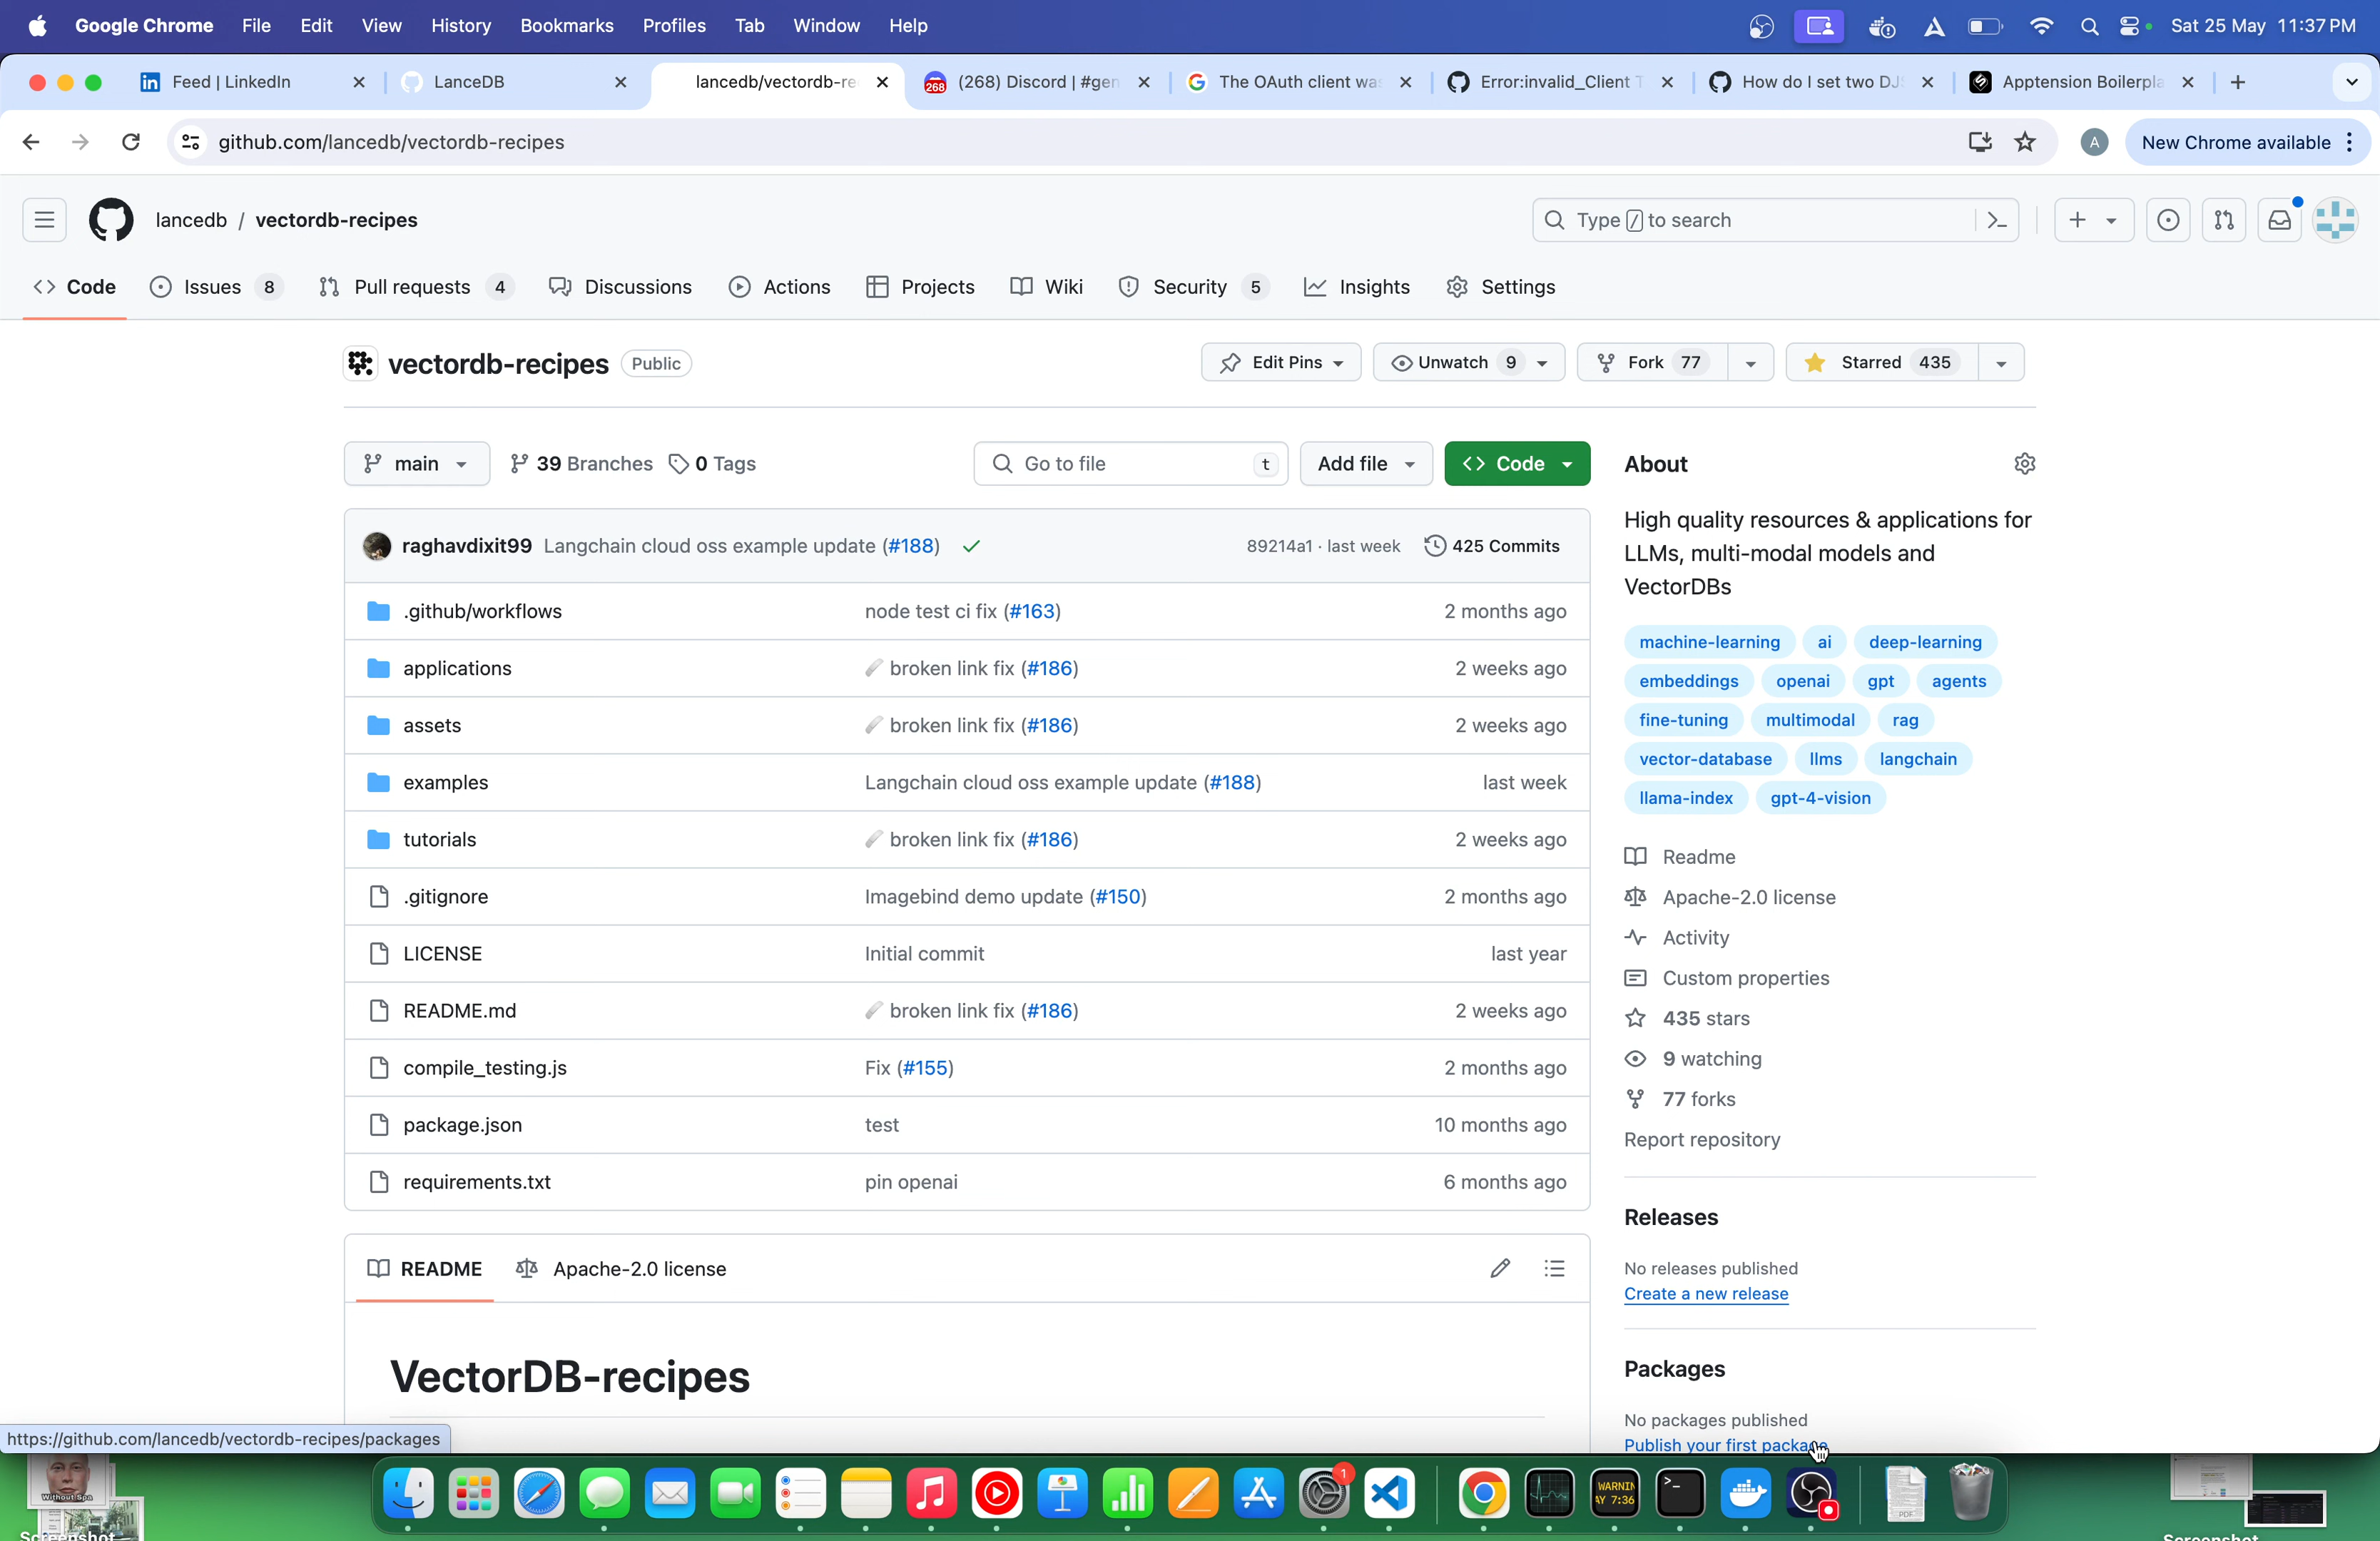 Google Chrome File Edit View History Bookmarks Profiles Tab Window Help Sat 25 May 11:37 PM
Feed | LinkedIn LanceDB lancedb/vectordb-re (268) Discord | #gen The OAuth client was Error:invalid_Client T How do I set two DJ Apptension Boilerpla
268
github.com/lancedb/vectordb-recipes A New Chrome available
lancedb / vectordb-recipes Type / to search
Code Issues 8 Pull requests 4 Discussions Actions Projects Wiki Security 5 Insights Settings
vectordb-recipes Public Edit Pins Unwatch 9 Fork 77 Starred 435
main 39 Branches 0 Tags Go to file t Add file Code
raghavdixit99 Langchain cloud oss example update (#188) 89214a1 · last week 425 Commits
.github/workflows node test ci fix (#163) 2 months ago
applications broken link fix (#186) 2 weeks ago
assets broken link fix (#186) 2 weeks ago
examples Langchain cloud oss example update (#188) last week
tutorials broken link fix (#186) 2 weeks ago
.gitignore Imagebind demo update (#150) 2 months ago
LICENSE Initial commit last year
README.md broken link fix (#186) 2 weeks ago
compile_testing.js Fix (#155) 2 months ago
package.json test 10 months ago
requirements.txt pin openai 6 months ago
README Apache-2.0 license
VectorDB-recipes
About
High quality resources & applications for
LLMs, multi-modal models and
VectorDBs
machine-learning ai deep-learning
embeddings openai gpt agents
fine-tuning multimodal rag
vector-database llms langchain
llama-index gpt-4-vision
Readme
Apache-2.0 license
Activity
Custom properties
435 stars
9 watching
77 forks
Report repository
Releases
No releases published
Create a new release
Packages
No packages published
Publish your first package
https://github.com/lancedb/vectordb-recipes/packages
Without Spa
Screenshot
1
WARNIN
AY 7:36
PDF
Screenshot